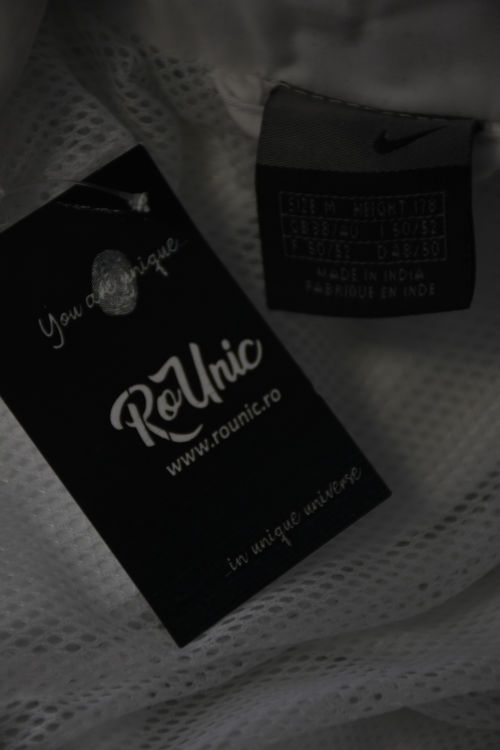 SIZE M HEIGHT 128
GB 38/40 I 50/52
F 50/52 D 48/50
MADE IN INDIA
FABRIQUE EN INDE
You are unique
RoUnic
www.rounic.ro
...in unique universe